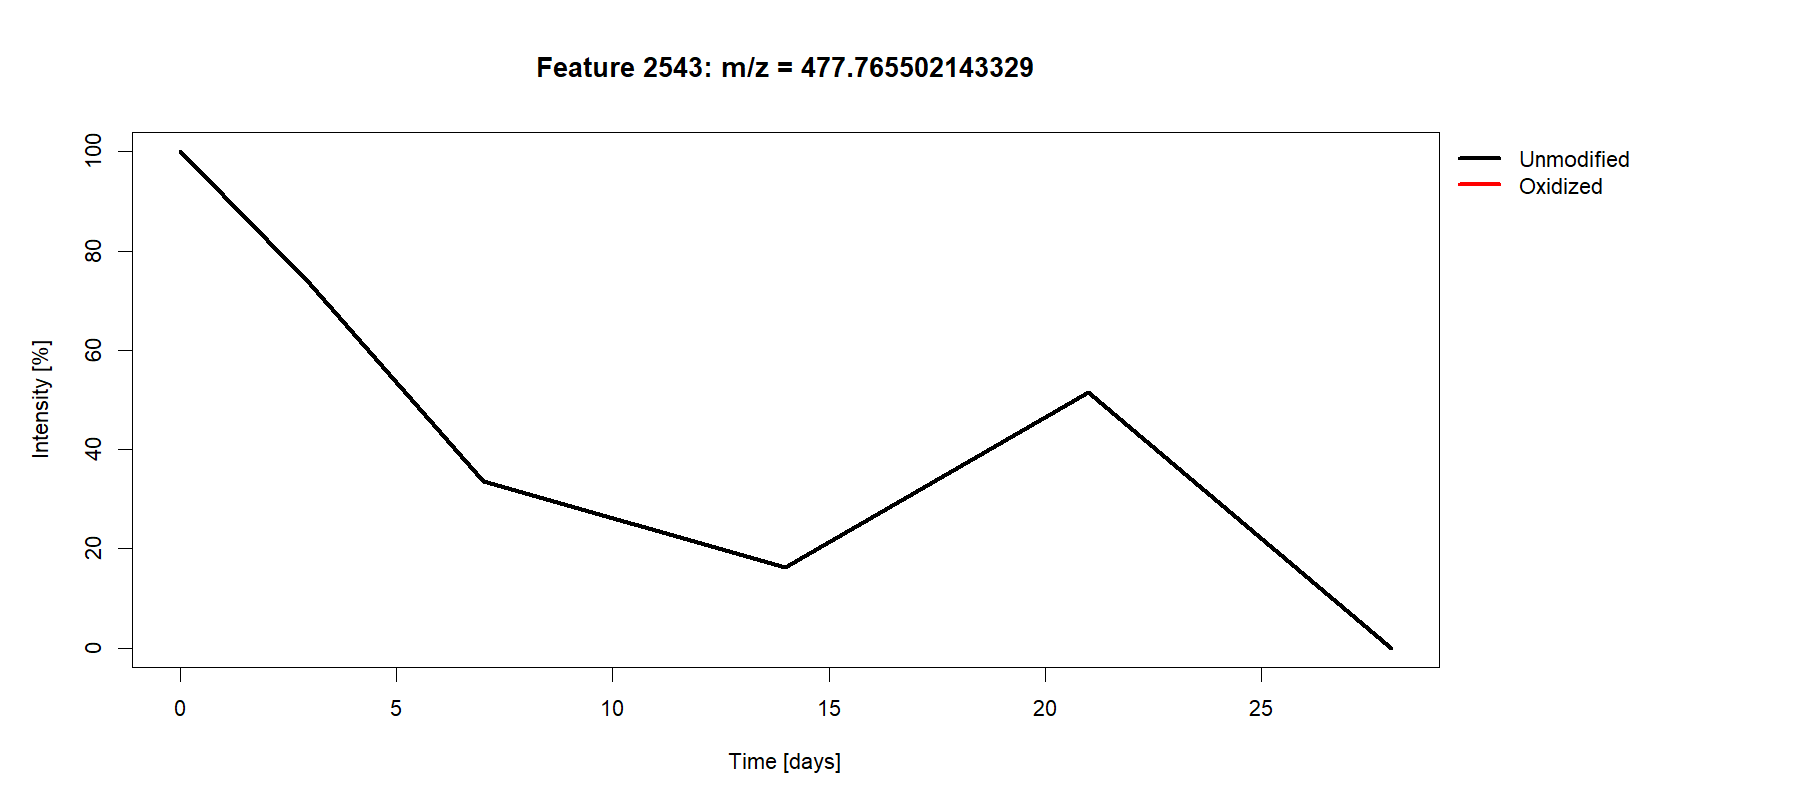 Feature 2543: m/z = 477.765502143329
Unmodified
Oxidized
Intensity [%]
100
80
60
40
20
0
0 5 10 15 20 25
Time [days]